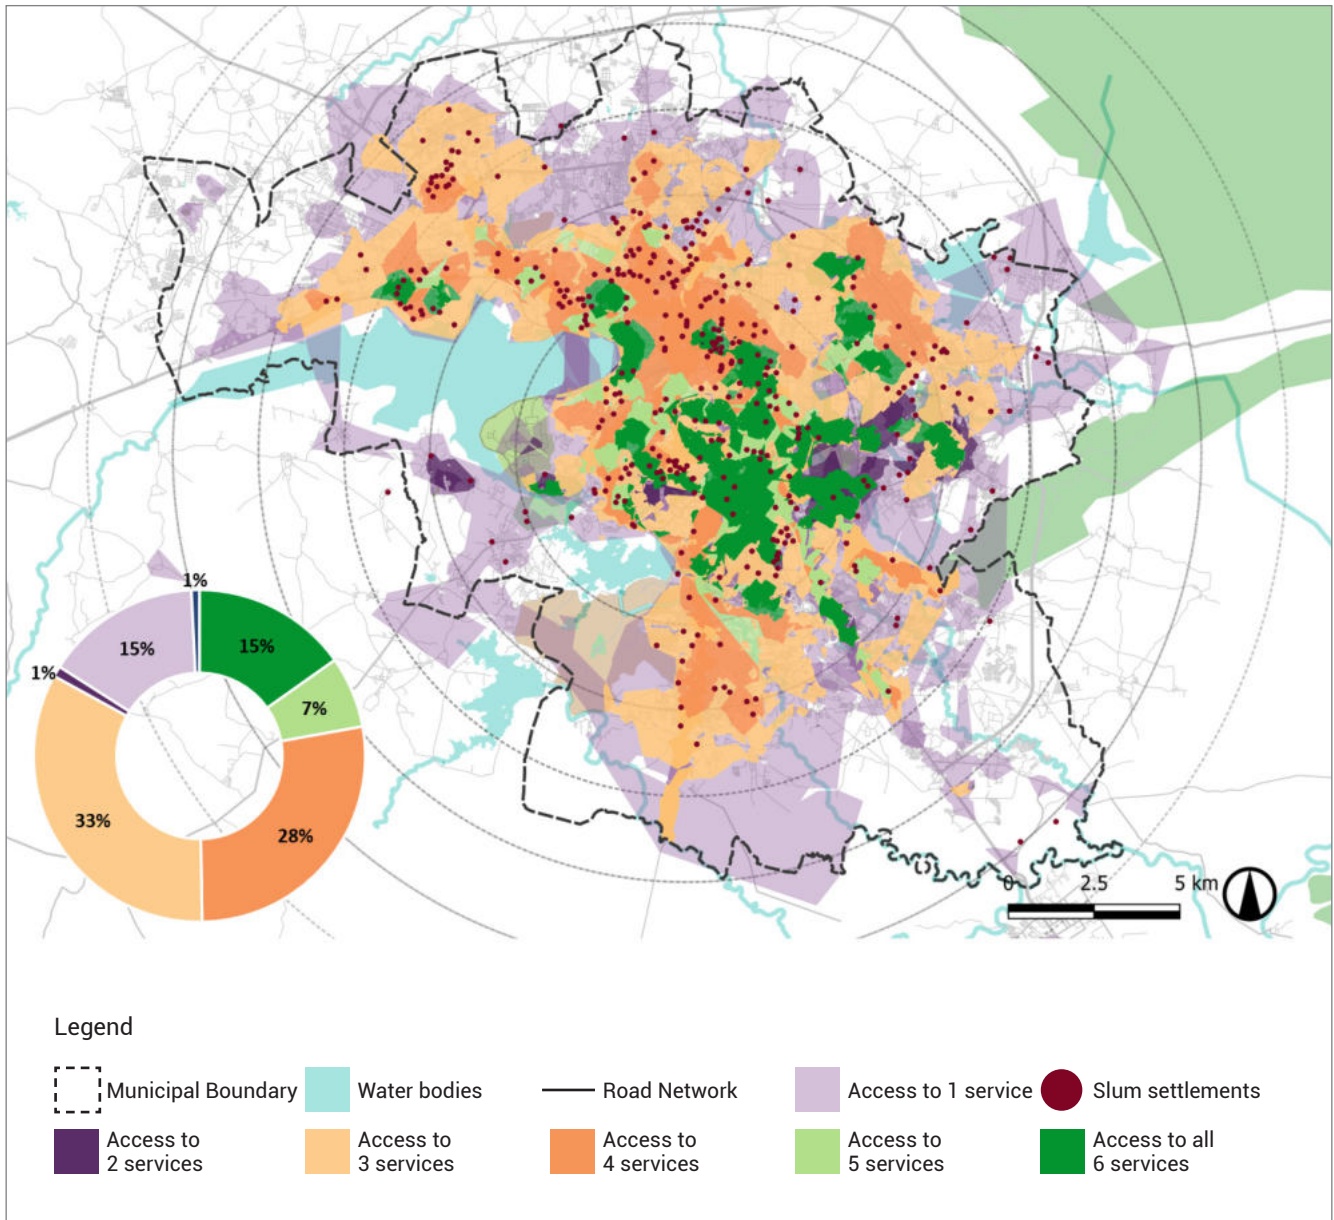 1%
15%
15%
1%
7%
33%
28%
0 2.5 5 km
Legend
Municipal Boundary
Water bodies
Road Network
Access to 1 service
Slum settlements
Access to
2 services
Access to
3 services
Access to
4 services
Access to
5 services
Access to all
6 services